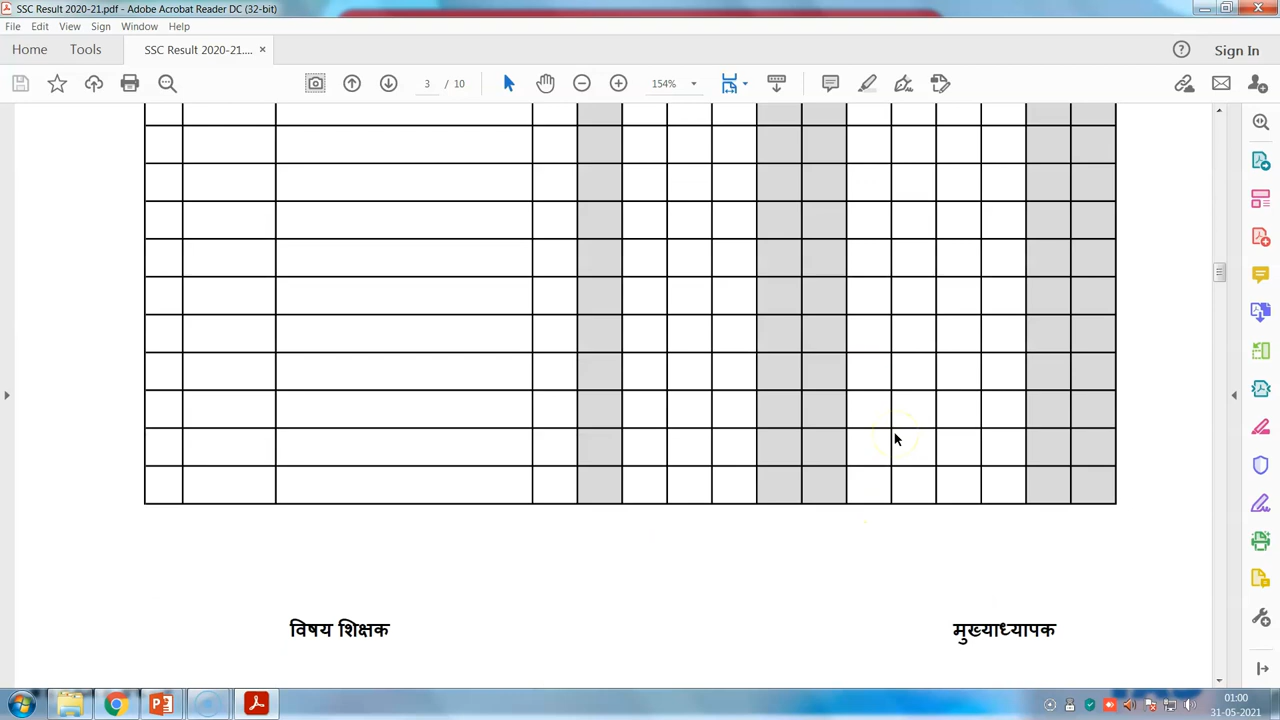 SSC Result 2020-21.pdf - Adobe Acrobat Reader DC (32-bit)
File Edit View Sign Window Help
Home Tools SSC Result 2020-21.... × Sign In
3 / 10 154%
विषय शिक्षक मुख्याध्यापक
01:00
31-05-2021